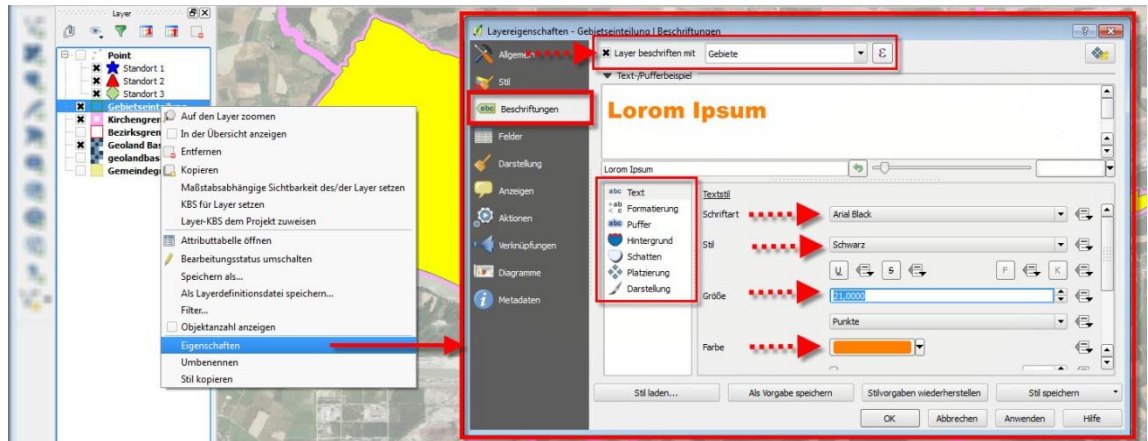 Layer
Point
Standort 1
Standort 2
Standort 3
Gebietseinteilung
Kirchengren
Bezirksgren
Geoland Bas
geolandbas
Gemeindegr
Auf den Layer zoomen
In der Übersicht anzeigen
Entfernen
Kopieren
Maßstabsabhängige Sichtbarkeit des/der Layer setzen
KBS für Layer setzen
Layer-KBS dem Projekt zuweisen
Attributtabelle öffnen
Bearbeitungsstatus umschalten
Speichern als...
Als Layerdefinitionsdatei speichern...
Filter...
Objektanzahl anzeigen
Eigenschaften
Umbenennen
Stil kopieren
Layereigenschaften - Gebietseinteilung | Beschriftungen
Allgemein
Stil
abc Beschriftungen
Felder
Darstellung
Anzeigen
Aktionen
Verknüpfungen
Diagramme
Metadaten
Layer beschriften mit Gebiete ε
Text-/Pufferbeispiel
Lorom Ipsum
Lorom Ipsum
abc Text
+ab < c Formatierung
abc Puffer
Hintergrund
Schatten
Platzierung
Darstellung
Textstil
Schriftart Arial Black
Stil Schwarz
U S F K
Größe 21,0000
Punkte
Farbe
Stil laden... Als Vorgabe speichern Stilvorgaben wiederherstellen Stil speichern
OK Abbrechen Anwenden Hilfe